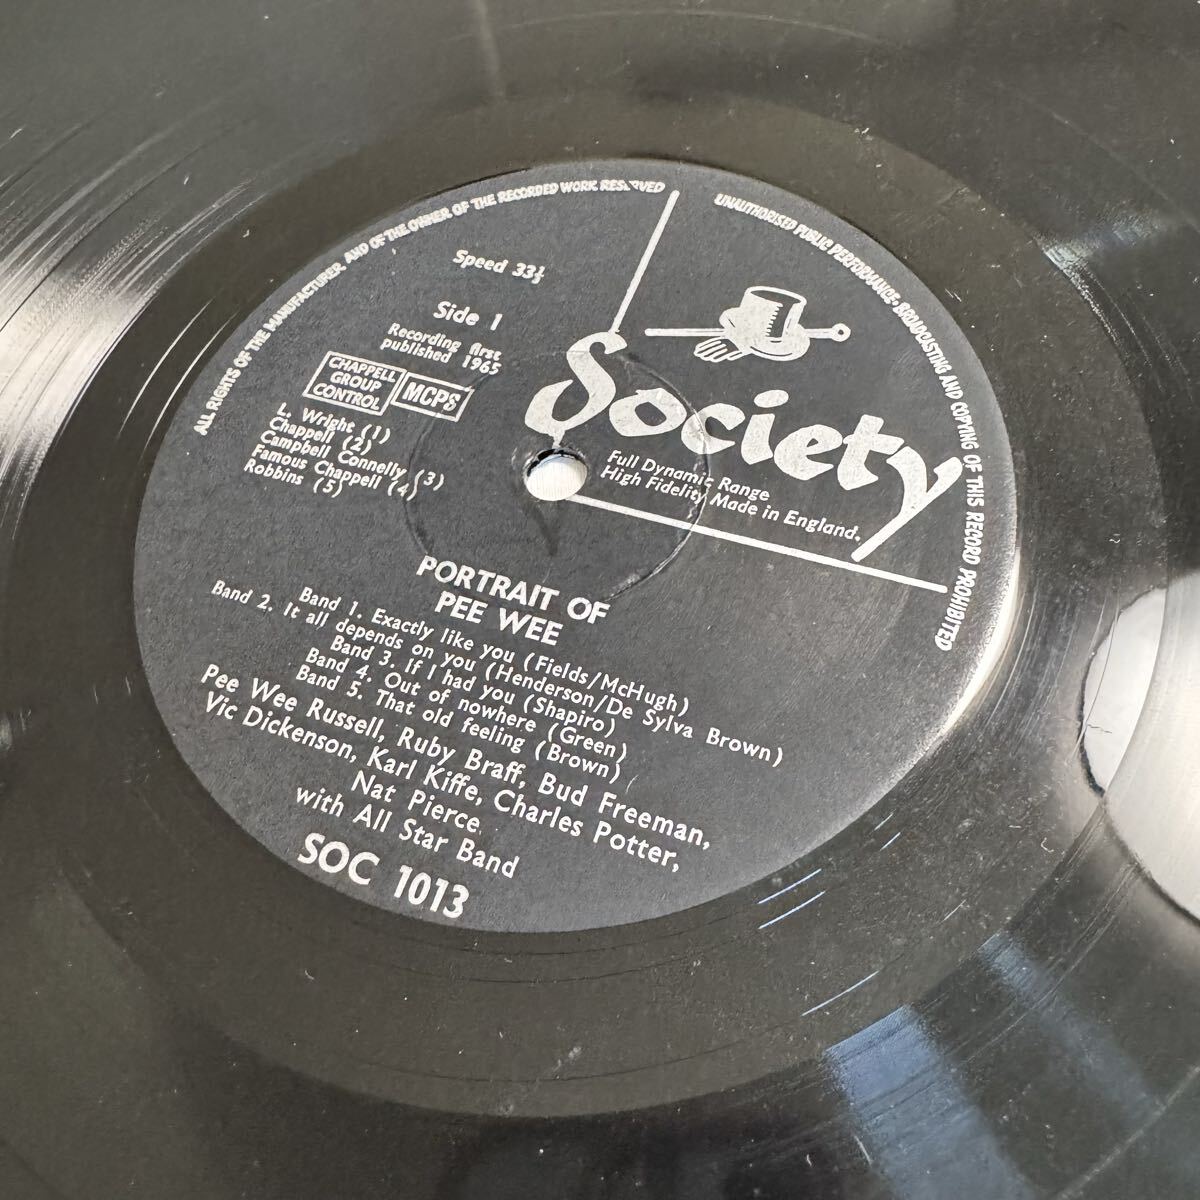 ALL RIGHTS OF THE MANUFACTURER AND OF THE OWNER OF THE RECORDED WORK RESERVED
UNAUTHORISED PUBLIC PERFORMANCE, BROADCASTING AND COPYING OF THIS RECORD PROHIBITED
Speed 33⅓
Side 1
Recording first
published 1965
CHAPPELL
GROUP
CONTROL
MCPS
L. Wright (1)
Chappell (2)
Campbell Connelly (3)
Famous Chappell (4)
Robbins (5)
Society
Full Dynamic Range
High Fidelity Made in England.
PORTRAIT OF
PEE WEE
Band 1. Exactly like you (Fields/McHugh)
Band 2. It all depends on you (Henderson/De Sylva Brown)
Band 3. If I had you (Shapiro)
Band 4. Out of nowhere (Green)
Band 5. That old feeling (Brown)
Pee Wee Russell, Ruby Braff, Bud Freeman,
Vic Dickenson, Karl Kiffe, Charles Potter,
Nat Pierce
with All Star Band
SOC 1013